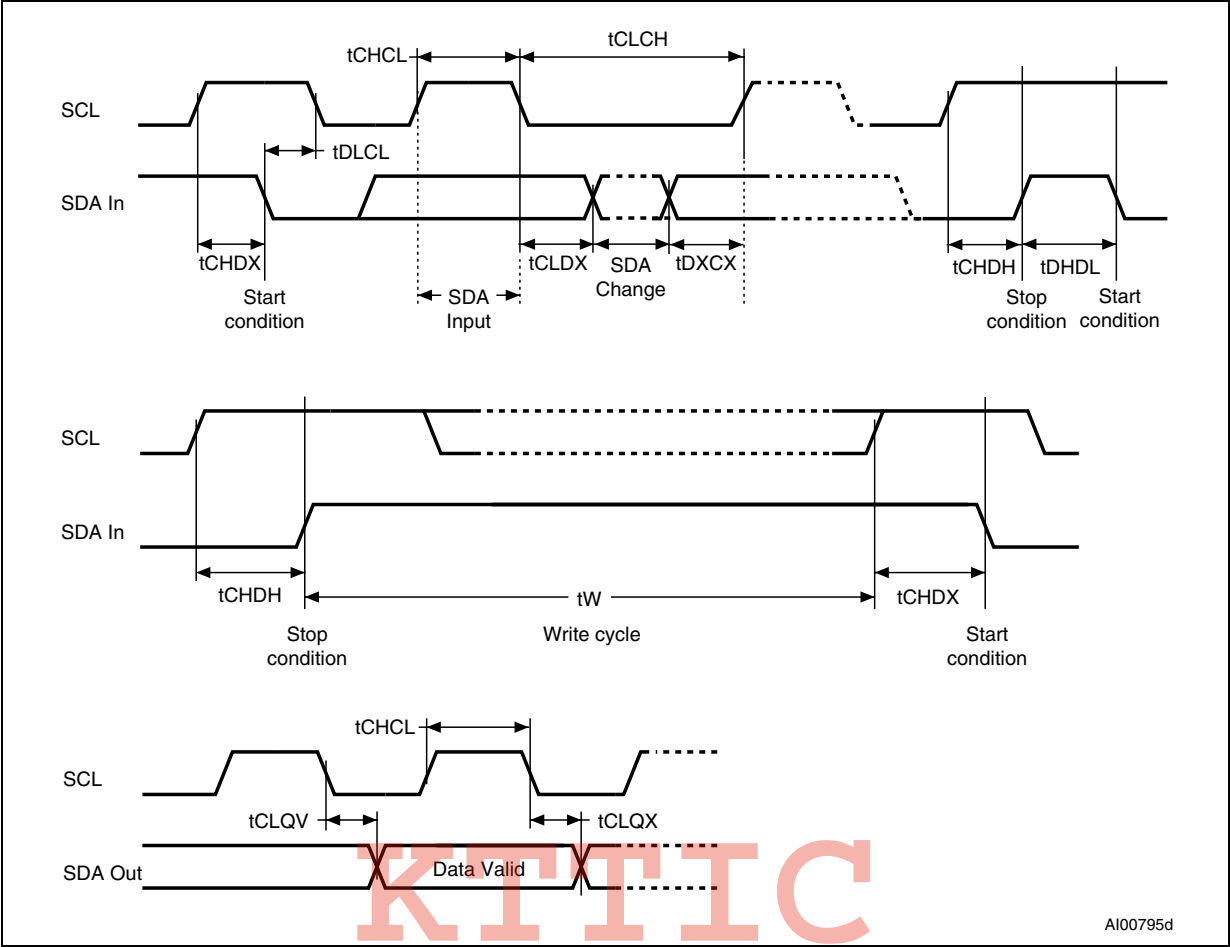 tCHCL
tCLCH
SCL
tDLCL
SDA In
tCHDX
tCLDX
SDA
Change
tDXCX
tCHDH
tDHDL
Start
condition
SDA
Input
Stop
condition
Start
condition
SCL
SDA In
tCHDH
tW
tCHDX
Stop
condition
Write cycle
Start
condition
tCHCL
SCL
tCLQV
tCLQX
SDA Out
Data Valid
KTTIC
AI00795d